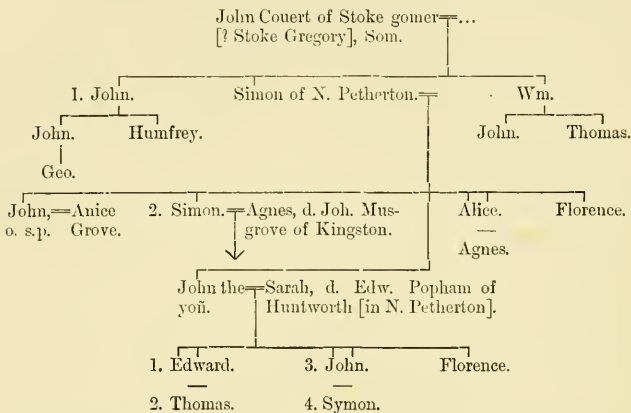 John Couert of Stoke gomer=...
[? Stoke Gregory], Som.
1. John. Simon of N. Petherton.= Wm.
John. Humfrey. John. Thomas.
Geo.
John,=Anice 2. Simon.=Agnes, d. Joh. Mus- Alice. Florence.
o. s.p. Grove. grove of Kingston. —
Agnes.
John the=Sarah, d. Edw. Popham of
yoñ. Huntworth [in N. Petherton].
1. Edward. 3. John. Florence.
— —
2. Thomas. 4. Symon.